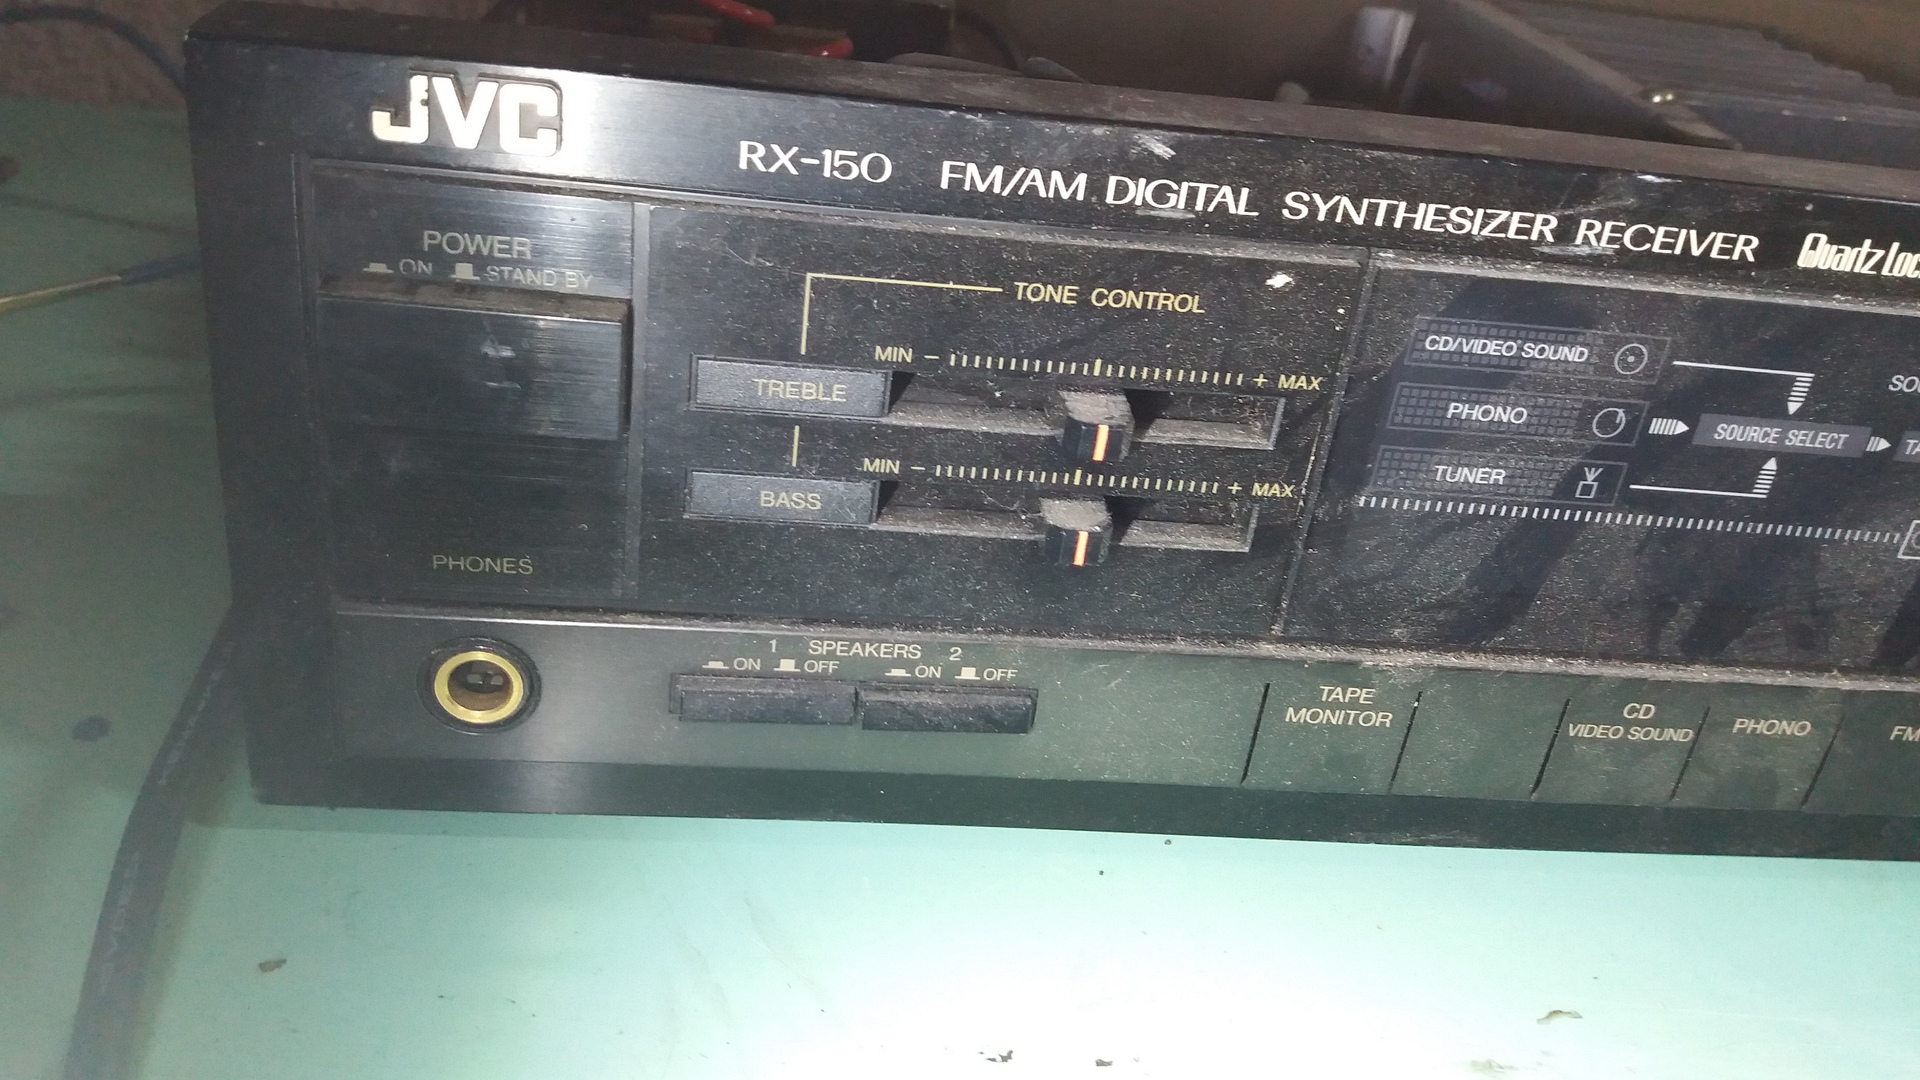 JVC
RX-150 FM/AM DIGITAL SYNTHESIZER RECEIVER
POWER
ON STAND BY
TONE CONTROL
MIN − + MAX
TREBLE
MIN − + MAX
BASS
CD/VIDEO SOUND
PHONO
SOURCE SELECT
TUNER
PHONES
1 SPEAKERS 2
ON OFF ON OFF
TAPE
MONITOR
CD
VIDEO SOUND
PHONO
FM